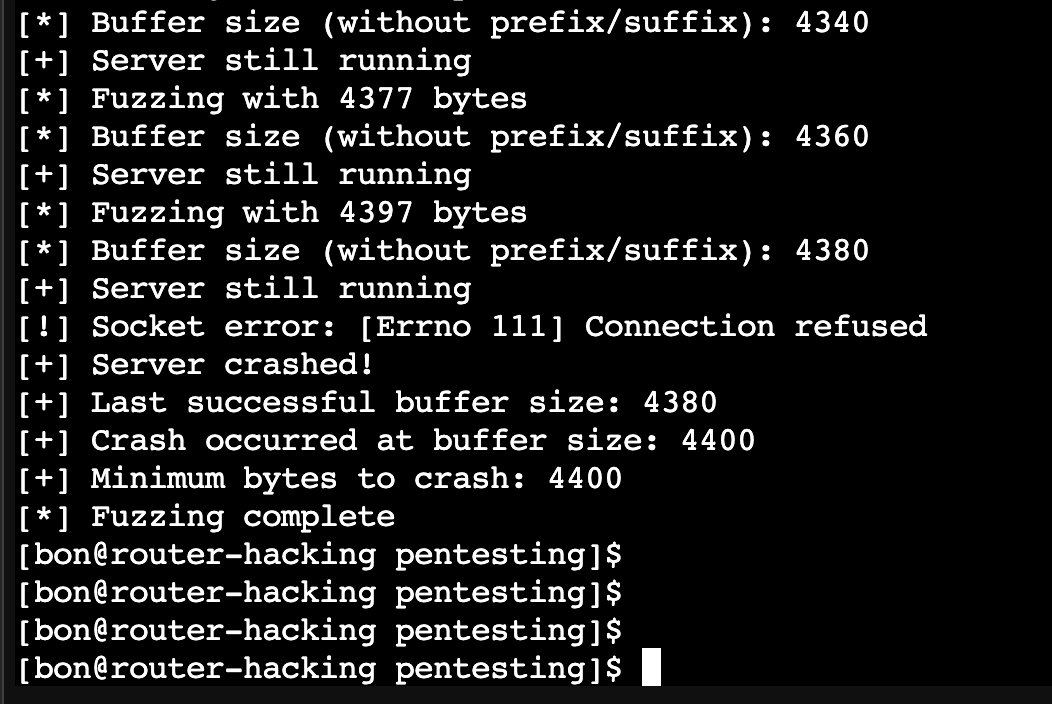 [*] Buffer size (without prefix/suffix): 4340
[+] Server still running
[*] Fuzzing with 4377 bytes
[*] Buffer size (without prefix/suffix): 4360
[+] Server still running
[*] Fuzzing with 4397 bytes
[*] Buffer size (without prefix/suffix): 4380
[+] Server still running
[!] Socket error: [Errno 111] Connection refused
[+] Server crashed!
[+] Last successful buffer size: 4380
[+] Crash occurred at buffer size: 4400
[+] Minimum bytes to crash: 4400
[*] Fuzzing complete
[bon@router-hacking pentesting]$
[bon@router-hacking pentesting]$
[bon@router-hacking pentesting]$
[bon@router-hacking pentesting]$